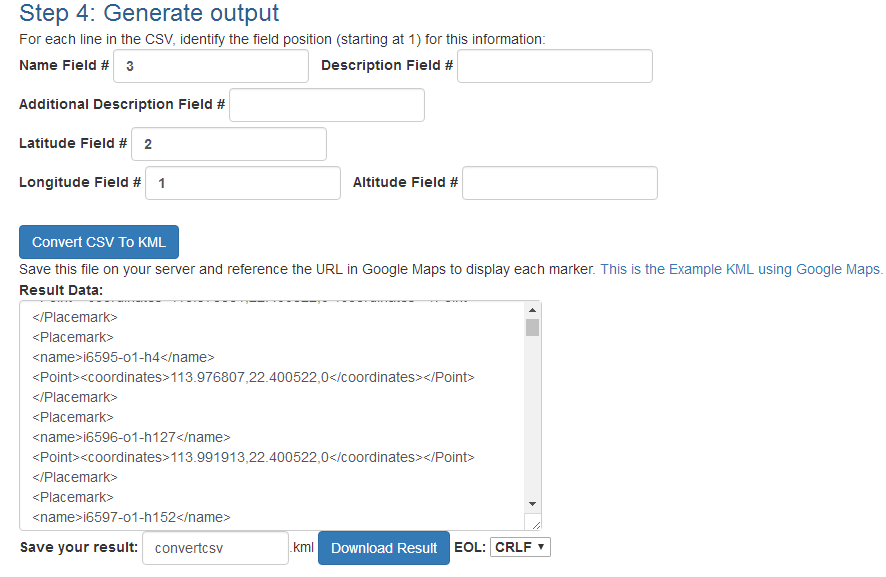 Step 4: Generate output
For each line in the CSV, identify the field position (starting at 1) for this information:
Name Field # 3 Description Field #
Additional Description Field #
Latitude Field # 2
Longitude Field # 1 Altitude Field #
Convert CSV To KML
Save this file on your server and reference the URL in Google Maps to display each marker. This is the Example KML using Google Maps.
Result Data:
</Placemark>
<Placemark>
<name>i6595-o1-h4</name>
<Point><coordinates>113.976807,22.400522,0</coordinates></Point>
</Placemark>
<Placemark>
<name>i6596-o1-h127</name>
<Point><coordinates>113.991913,22.400522,0</coordinates></Point>
</Placemark>
<Placemark>
<name>i6597-o1-h152</name>
Save your result: convertcsv .kml Download Result EOL: CRLF